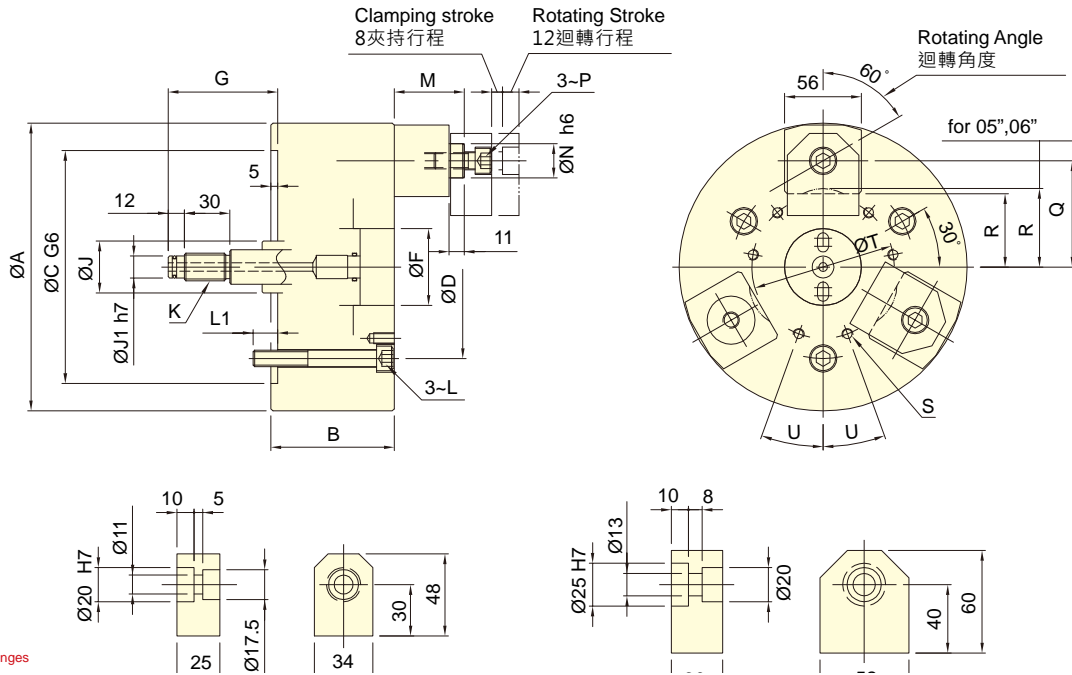 Clamping stroke
8夾持行程
Rotating Stroke
12迴轉行程
Rotating Angle
迴轉角度
G
M
3~P
60°
56
for 05",06"
ØN h6
5
12
30
11
ØA
ØC G6
ØJ
ØJ1 h7
K
L1
ØF
ØD
3~L
B
R
R
Q
30°
ØT
S
U
U
10
5
Ø11
Ø20 H7
Ø17.5
25
30
48
34
10
8
Ø13
Ø25 H7
Ø20
40
60
nges